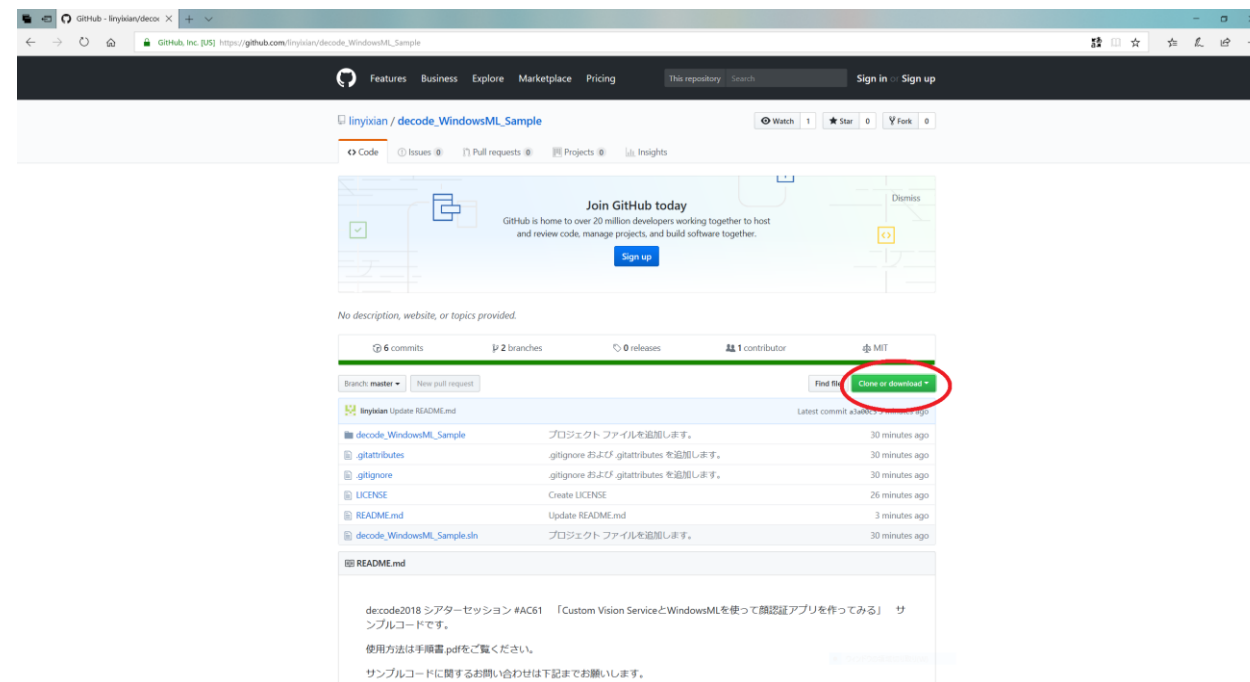 GitHub - linyixian/decod
GitHub, Inc. [US] https://github.com/linyixian/decode_WindowsML_Sample
Features Business Explore Marketplace Pricing This repository Search Sign in or Sign up
linyixian / decode_WindowsML_Sample Watch 1 Star 0 Fork 0
Code Issues 0 Pull requests 0 Projects 0 Insights
Join GitHub today Dismiss
GitHub is home to over 20 million developers working together to host
and review code, manage projects, and build software together.
Sign up
No description, website, or topics provided.
6 commits 2 branches 0 releases 1 contributor MIT
Branch: master New pull request Find file Clone or download
linyixian Update README.md Latest commit minutes ago
decode_WindowsML_Sample プロジェクト ファイルを追加します。 30 minutes ago
.gitattributes .gitignore および .gitattributes を追加します。 30 minutes ago
.gitignore .gitignore および .gitattributes を追加します。 30 minutes ago
LICENSE Create LICENSE 26 minutes ago
README.md Update README.md 3 minutes ago
decode_WindowsML_Sample.sln プロジェクト ファイルを追加します。 30 minutes ago
README.md
de:code2018 シアターセッション #AC61 「Custom Vision ServiceとWindowsMLを使って顔認証アプリを作ってみる」 サ
ンプルコードです。
使用方法は手順書.pdfをご覧ください。
サンプルコードに関するお問い合わせは下記までお願いします。